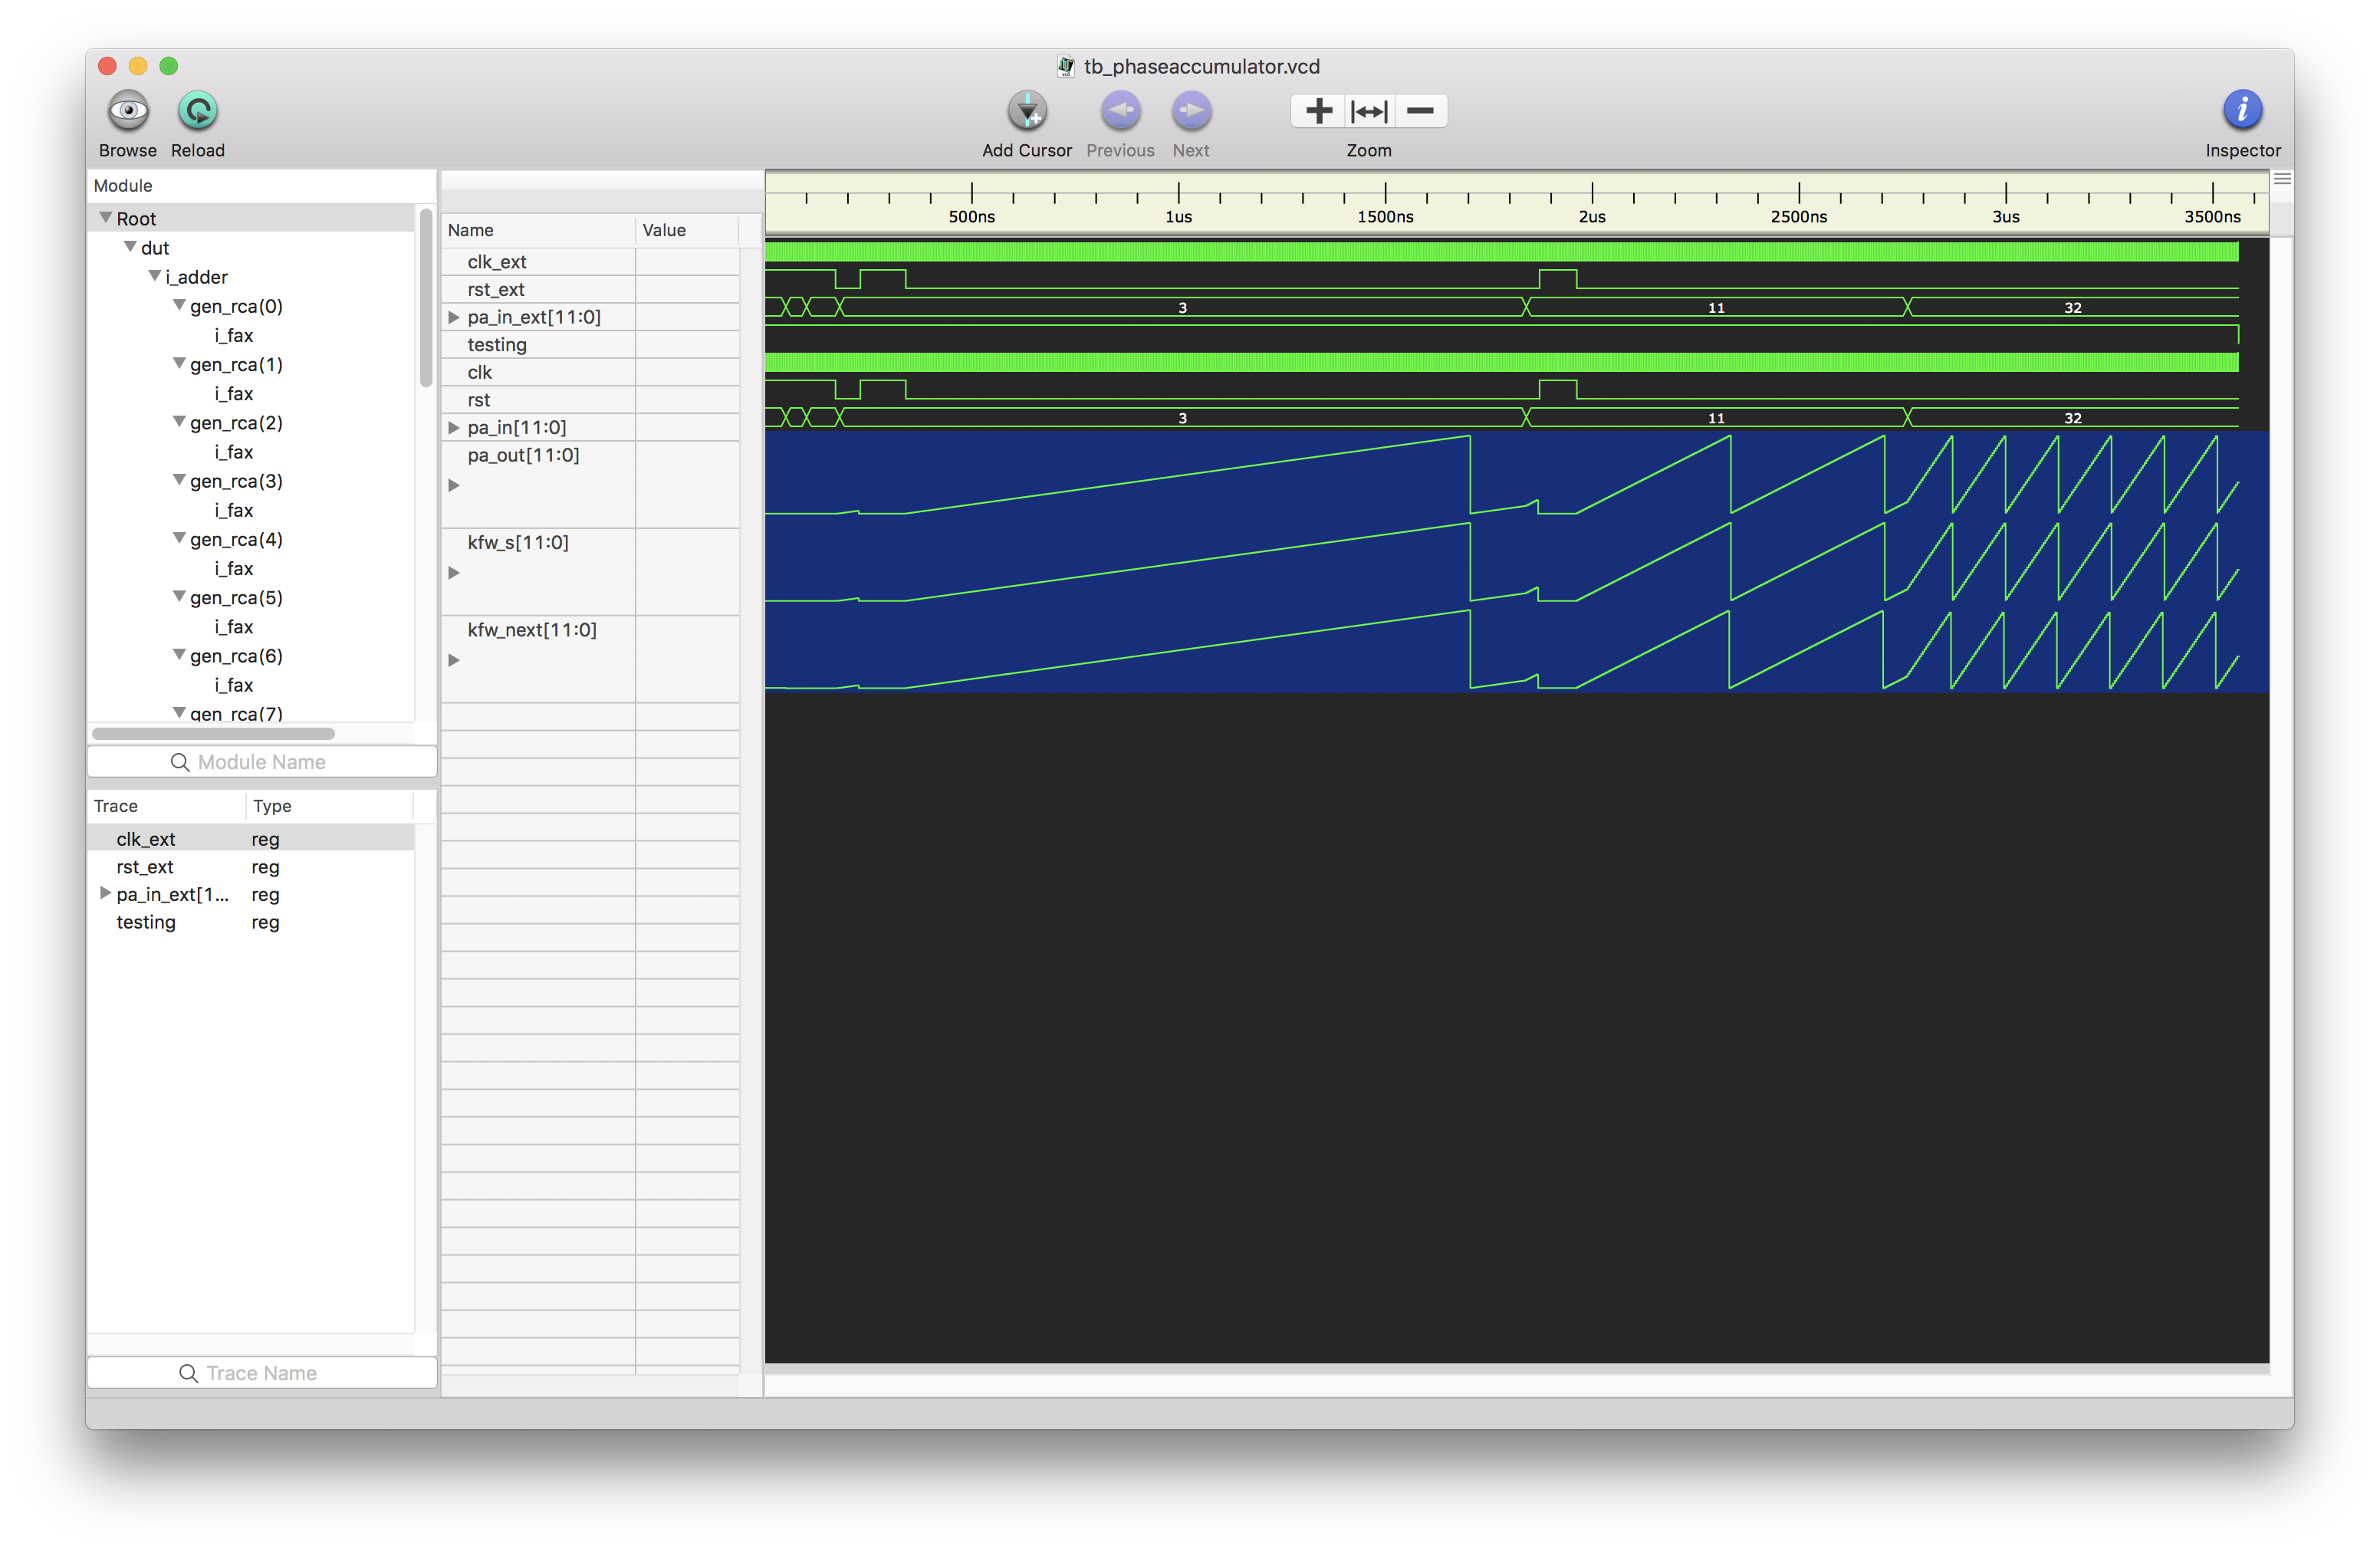 tb_phaseaccumulator.vcd
Browse Reload Add Cursor Previous Next Zoom Inspector
Module
Root
dut
i_adder
gen_rca(0)
i_fax
gen_rca(1)
i_fax
gen_rca(2)
i_fax
gen_rca(3)
i_fax
gen_rca(4)
i_fax
gen_rca(5)
i_fax
gen_rca(6)
i_fax
gen_rca(7)
Module Name
Trace Type
clk_ext reg
rst_ext reg
pa_in_ext[1... reg
testing reg
Trace Name
Name Value
clk_ext
rst_ext
pa_in_ext[11:0]
testing
clk
rst
pa_in[11:0]
pa_out[11:0]
kfw_s[11:0]
kfw_next[11:0]
500ns 1us 1500ns 2us 2500ns 3us 3500ns
3 11 32
3 11 32